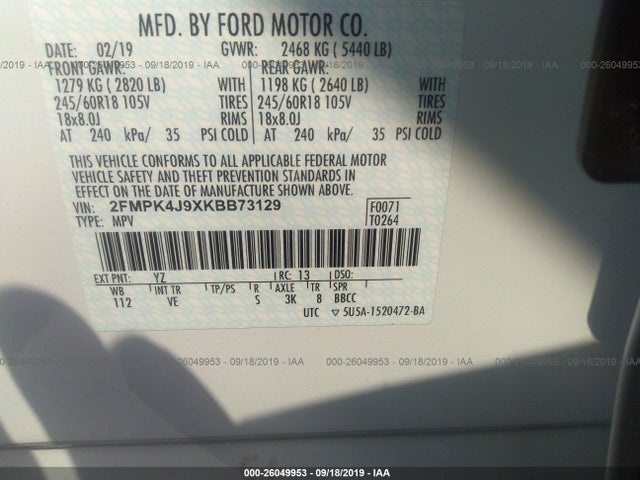 MFD. BY FORD MOTOR CO.
DATE: 02/19 GVWR: 2468 KG ( 5440 LB)
FRONT GAWR: REAR GAWR:
1279 KG ( 2820 LB) WITH 1198 KG ( 2640 LB) WITH
245/60R18 105V TIRES 245/60R18 105V TIRES
18x8.0J RIMS 18x8.0J RIMS
AT 240 kPa/ 35 PSI COLD AT 240 kPa/ 35 PSI COLD
THIS VEHICLE CONFORMS TO ALL APPLICABLE FEDERAL MOTOR
VEHICLE SAFETY AND THEFT PREVENTION STANDARDS IN
EFFECT ON THE DATE OF MANUFACTURE SHOWN ABOVE.
VIN: 2FMPK4J9XKBB73129 F0071
TYPE: MPV T0264
EXT PNT: YZ RC: 13 DSO:
WB INT TR TP/PS R AXLE TR SPR
112 VE S 3K 8 BBCC
UTC ▽ 5U5A-1520472-BA
000-26049953 - 09/18/2019 - IAA